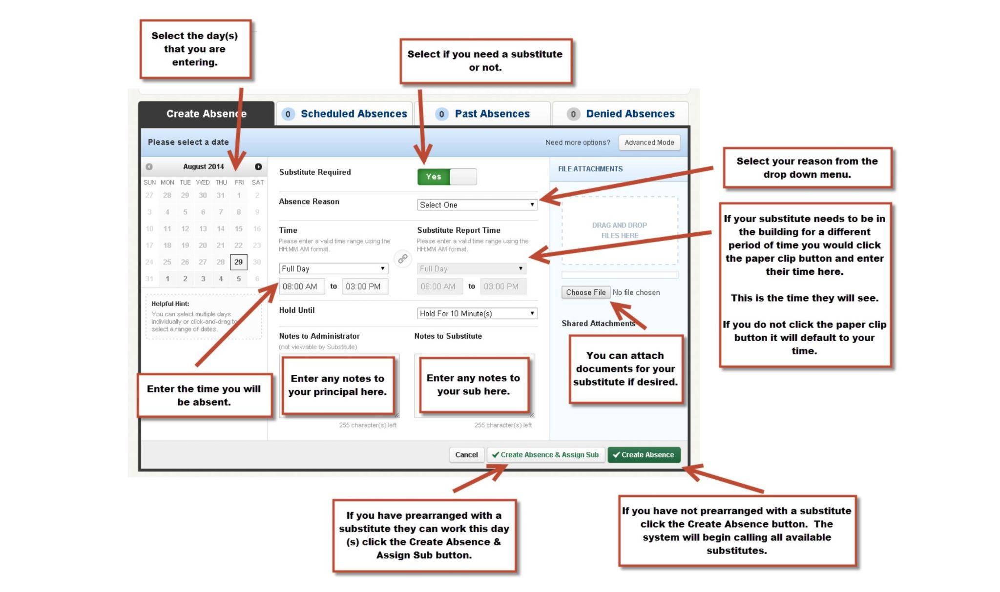 Select the day(s)
that you are
entering.
Select if you need a substitute
or not.
Create Absence
0 Scheduled Absences
0 Past Absences
0 Denied Absences
Please select a date
Need more options?
Advanced Mode
August 2014
SUN MON TUE WED THU FRI SAT
27 28 29 30 31 1 2
3 4 5 6 7 8 9
10 11 12 13 14 15 16
17 18 19 20 21 22 23
24 25 26 27 28 29 30
31 1 2 3 4 5 6
Helpful Hint:
You can select multiple days
individually or click-and-drag to
select a range of dates.
Enter the time you will
be absent.
Substitute Required
Yes
Absence Reason
Select One
Time
Please enter a valid time range using the
HH:MM AM format.
Full Day
08:00 AM to 03:00 PM
Substitute Report Time
Please enter a valid time range using the
HH:MM AM format.
Full Day
08:00 AM to 03:00 PM
Hold Until
Hold For 10 Minute(s)
Notes to Administrator
(not viewable by Substitute)
Enter any notes to
your principal here.
255 character(s) left
Notes to Substitute
Enter any notes to
your sub here.
255 character(s) left
FILE ATTACHMENTS
DRAG AND DROP
FILES HERE
Choose File No file chosen
Shared Attachments
You can attach
documents for your
substitute if desired.
Select your reason from the
drop down menu.
If your substitute needs to be in
the building for a different
period of time you would click
the paper clip button and enter
their time here.
This is the time they will see.
If you do not click the paper clip
button it will default to your
time.
Cancel
Create Absence & Assign Sub
Create Absence
If you have prearranged with a
substitute they can work this day
(s) click the Create Absence &
Assign Sub button.
If you have not prearranged with a substitute
click the Create Absence button. The
system will begin calling all available
substitutes.